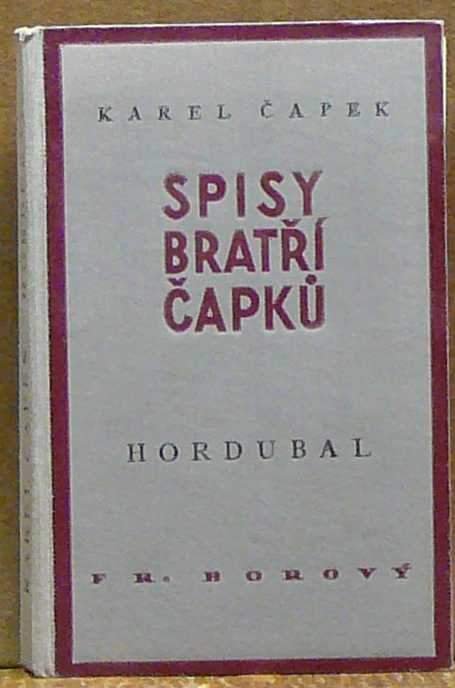 KAREL ČAPEK
SPISY
BRATŘÍ
ČAPKŮ
HORDUBAL
FR. BOROVÝ